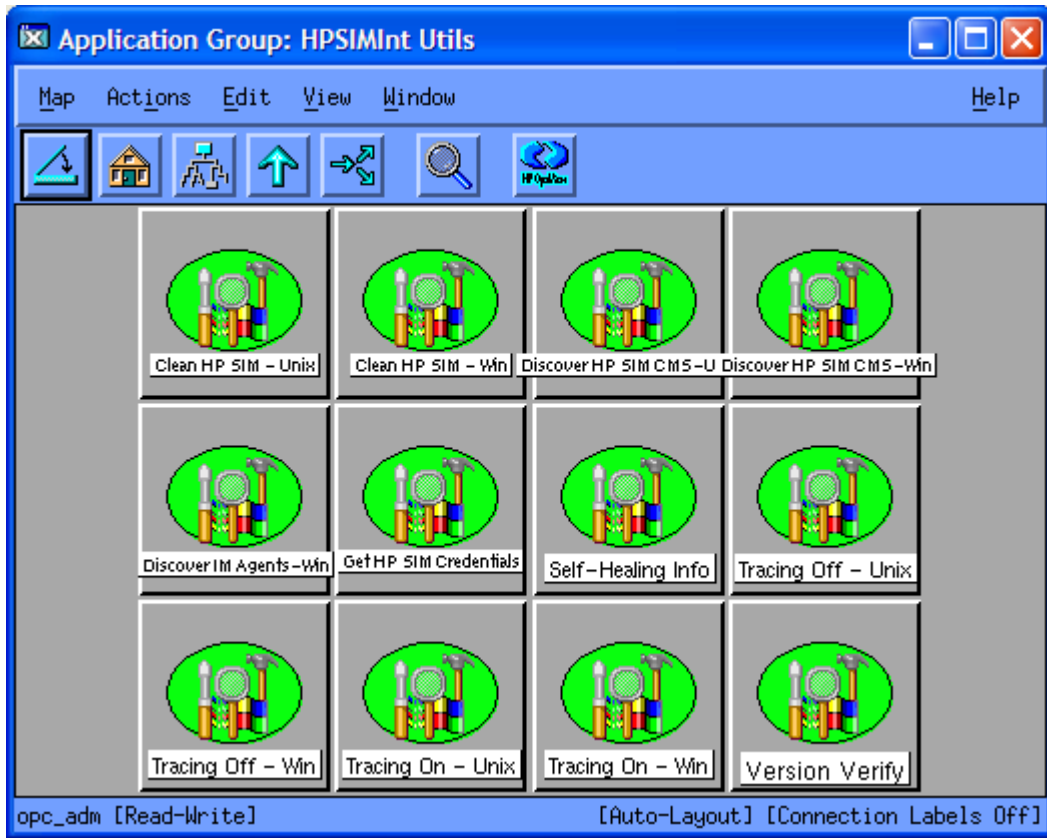 Application Group: HPSIMInt Utils
Map Actions Edit View Window Help
HP OpenView
Clean HP SIM - Unix
Clean HP SIM - Win
Discover HP SIM CMS-U
Discover HP SIM CMS-Win
Discover IM Agents-Win
Get HP SIM Credentials
Self-Healing Info
Tracing Off - Unix
Tracing Off - Win
Tracing On - Unix
Tracing On - Win
Version Verify
opc_adm [Read-Write] [Auto-Layout] [Connection Labels Off]